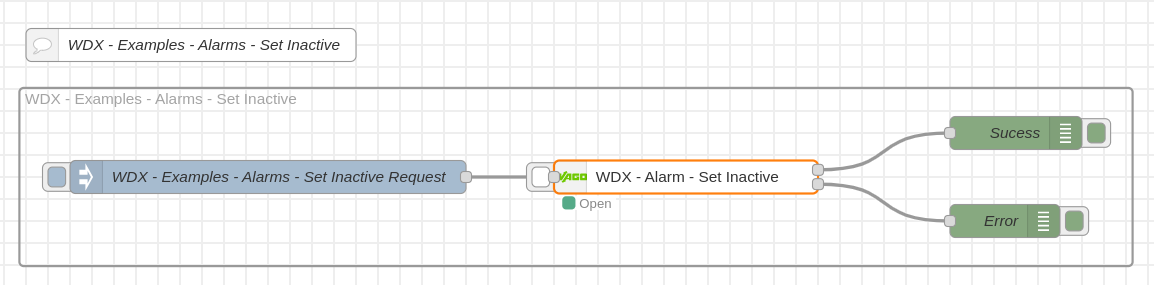 WDX - Examples - Alarms - Set Inactive
WDX - Examples - Alarms - Set Inactive
Sucess
WDX - Examples - Alarms - Set Inactive Request
WAGO
WDX - Alarm - Set Inactive
Open
Error